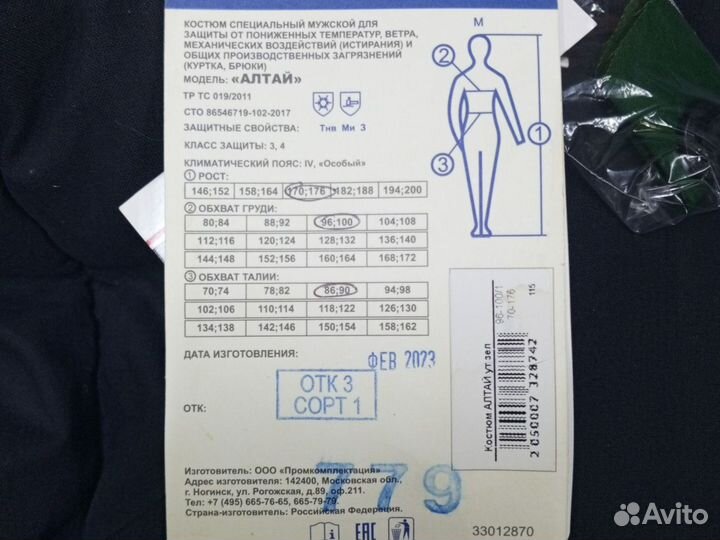 КОСТЮМ СПЕЦИАЛЬНЫЙ МУЖСКОЙ ДЛЯ
ЗАЩИТЫ ОТ ПОНИЖЕННЫХ ТЕМПЕРАТУР, ВЕТРА,
МЕХАНИЧЕСКИХ ВОЗДЕЙСТВИЙ (ИСТИРАНИЯ) И
ОБЩИХ ПРОИЗВОДСТВЕННЫХ ЗАГРЯЗНЕНИЙ
(КУРТКА, БРЮКИ)
МОДЕЛЬ: «АЛТАЙ»
ТР ТС 019/2011
СТО 86546719-102-2017
ЗАЩИТНЫЕ СВОЙСТВА: Тнв Ми З
КЛАСС ЗАЩИТЫ: 3, 4
КЛИМАТИЧЕСКИЙ ПОЯС: IV, «Особый»
1 РОСТ:
146;152 158;164 170;176 182;188 194;200
2 ОБХВАТ ГРУДИ:
80;84 88;92 96;100 104;108
112;116 120;124 128;132 136;140
144;148 152;156 160;164 168;172
3 ОБХВАТ ТАЛИИ:
70;74 78;82 86;90 94;98
102;106 110;114 118;122 126;130
134;138 142;146 150;154 158;162
ДАТА ИЗГОТОВЛЕНИЯ: ФЕВ 2023
ОТК:
ОТК 3
СОРТ 1
779
Изготовитель: ООО «Промкомплектация»
Адрес изготовителя: 142400, Московская обл.,
г. Ногинск, ул. Рогожская, д.89, оф.211.
Тел: +7 (495) 665-76-65, 665-79-79.
Страна-изготовитель: Российская Федерация.
EAC
33012870
М
2
1
3
Костюм АЛТАЙ ут зел
96-100/1
70-176
115
2 050007 328742
Avito